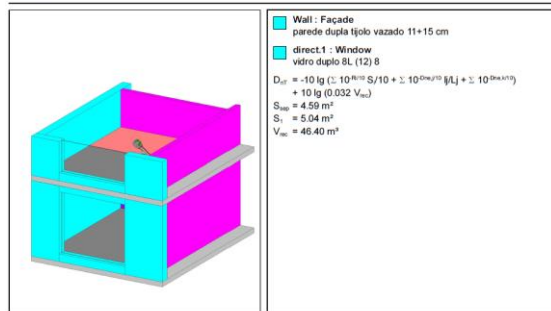 Wall : Façade
parede dupla tijolo vazado 11+15 cm
direct.1 : Window
vidro duplo 8L (12) 8
DnT = -10 lg (Σ 10-R/10 S/10 + Σ 10-Dne,j/10 lj/Lj + Σ 10-Dne,k/10)
+ 10 lg (0.032 Vrec)
Ssep = 4.59 m²
S1 = 5.04 m²
Vrec = 46.40 m³